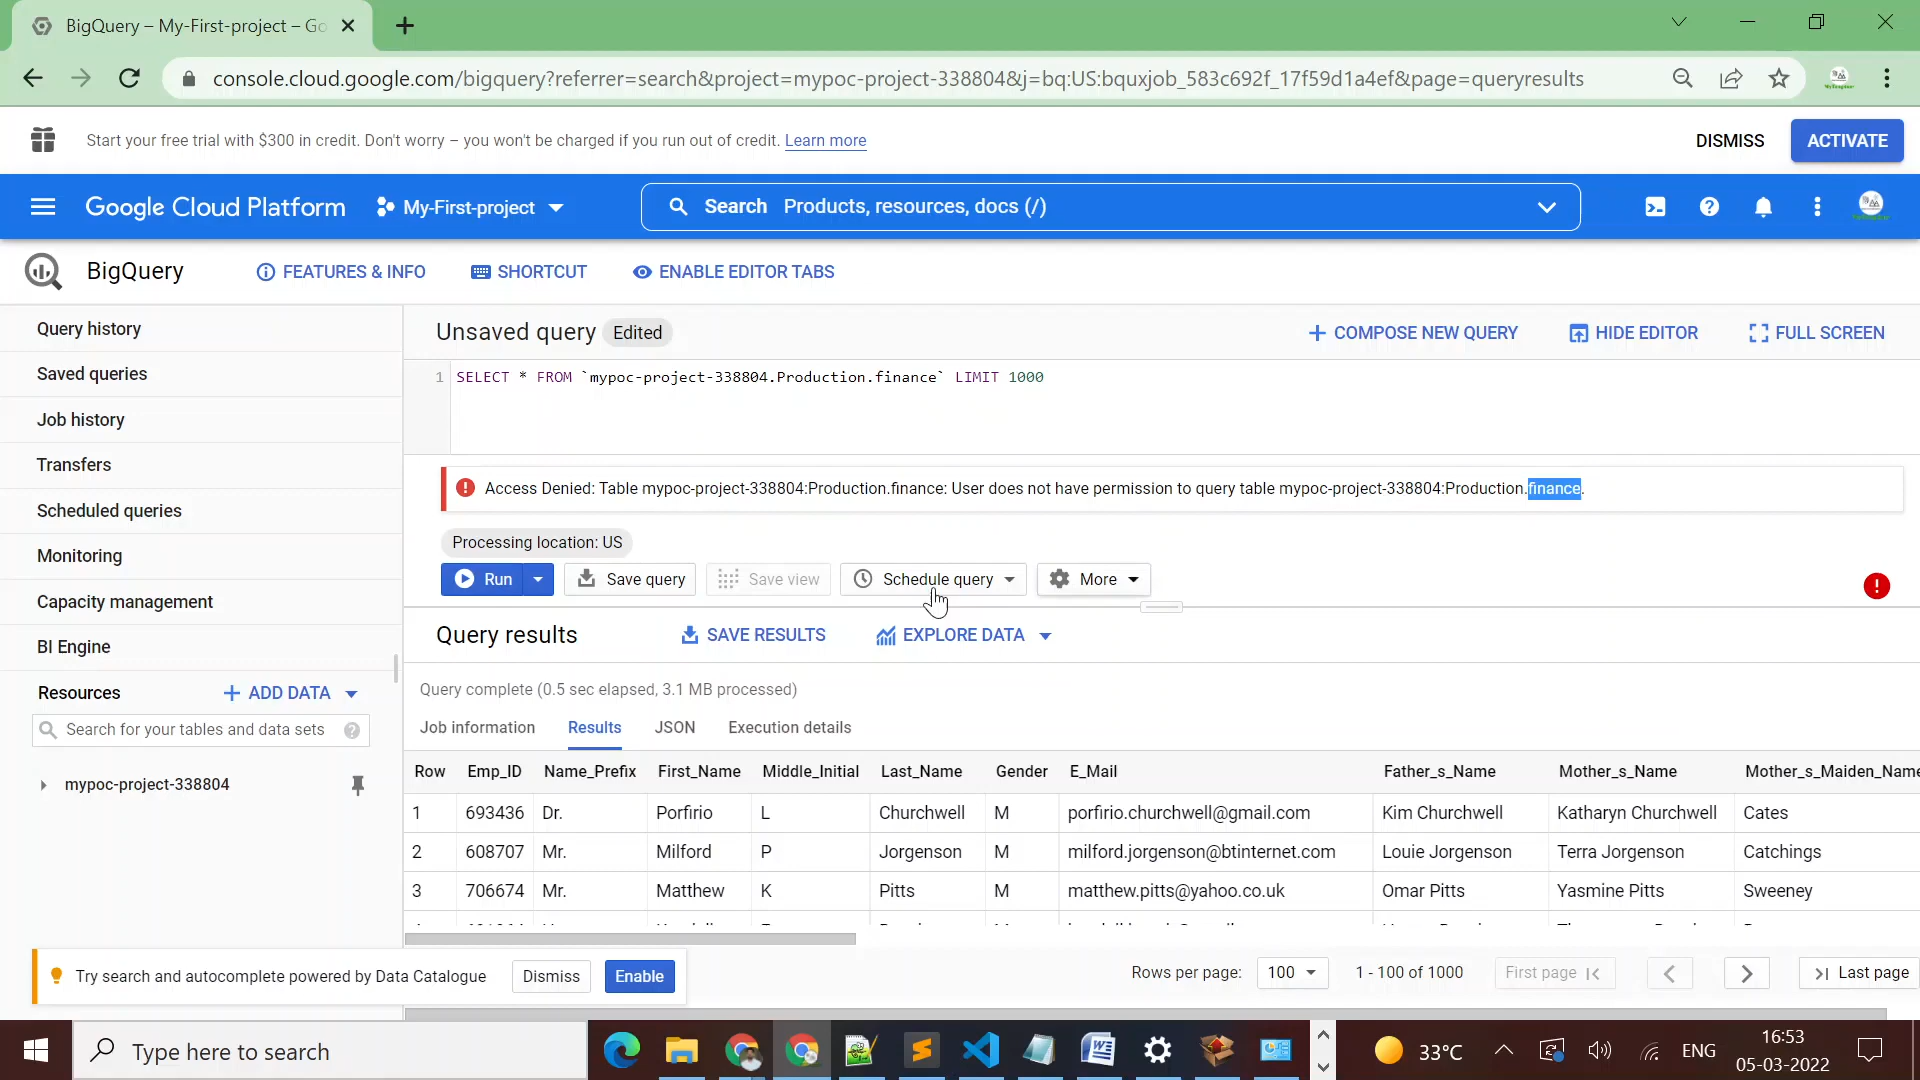 BigQuery – My-First-project – Go
console.cloud.google.com/bigquery?referrer=search&project=mypoc-project-338804&j=bq:US:bquxjob_583c692f_17f59d1a4ef&page=queryresults
Start your free trial with $300 in credit. Don't worry – you won't be charged if you run out of credit. Learn more
DISMISS
ACTIVATE
Google Cloud Platform
My-First-project
Search Products, resources, docs (/)
BigQuery
FEATURES & INFO
SHORTCUT
ENABLE EDITOR TABS
Query history
Saved queries
Job history
Transfers
Scheduled queries
Monitoring
Capacity management
BI Engine
Resources
ADD DATA
Search for your tables and data sets
mypoc-project-338804
Unsaved query
Edited
COMPOSE NEW QUERY
HIDE EDITOR
FULL SCREEN
1 SELECT * FROM `mypoc-project-338804.Production.finance` LIMIT 1000
Access Denied: Table mypoc-project-338804:Production.finance: User does not have permission to query table mypoc-project-338804:Production.finance.
Processing location: US
Run
Save query
Save view
Schedule query
More
Query results
SAVE RESULTS
EXPLORE DATA
Query complete (0.5 sec elapsed, 3.1 MB processed)
Job information Results JSON Execution details
Row Emp_ID Name_Prefix First_Name Middle_Initial Last_Name Gender E_Mail Father_s_Name Mother_s_Name Mother_s_Maiden_Name
1 693436 Dr. Porfirio L Churchwell M porfirio.churchwell@gmail.com Kim Churchwell Katharyn Churchwell Cates
2 608707 Mr. Milford P Jorgenson M milford.jorgenson@btinternet.com Louie Jorgenson Terra Jorgenson Catchings
3 706674 Mr. Matthew K Pitts M matthew.pitts@yahoo.co.uk Omar Pitts Yasmine Pitts Sweeney
Try search and autocomplete powered by Data Catalogue
Dismiss
Enable
Rows per page: 100
1 - 100 of 1000
First page
Last page
Type here to search
33°C
ENG
16:53
05-03-2022